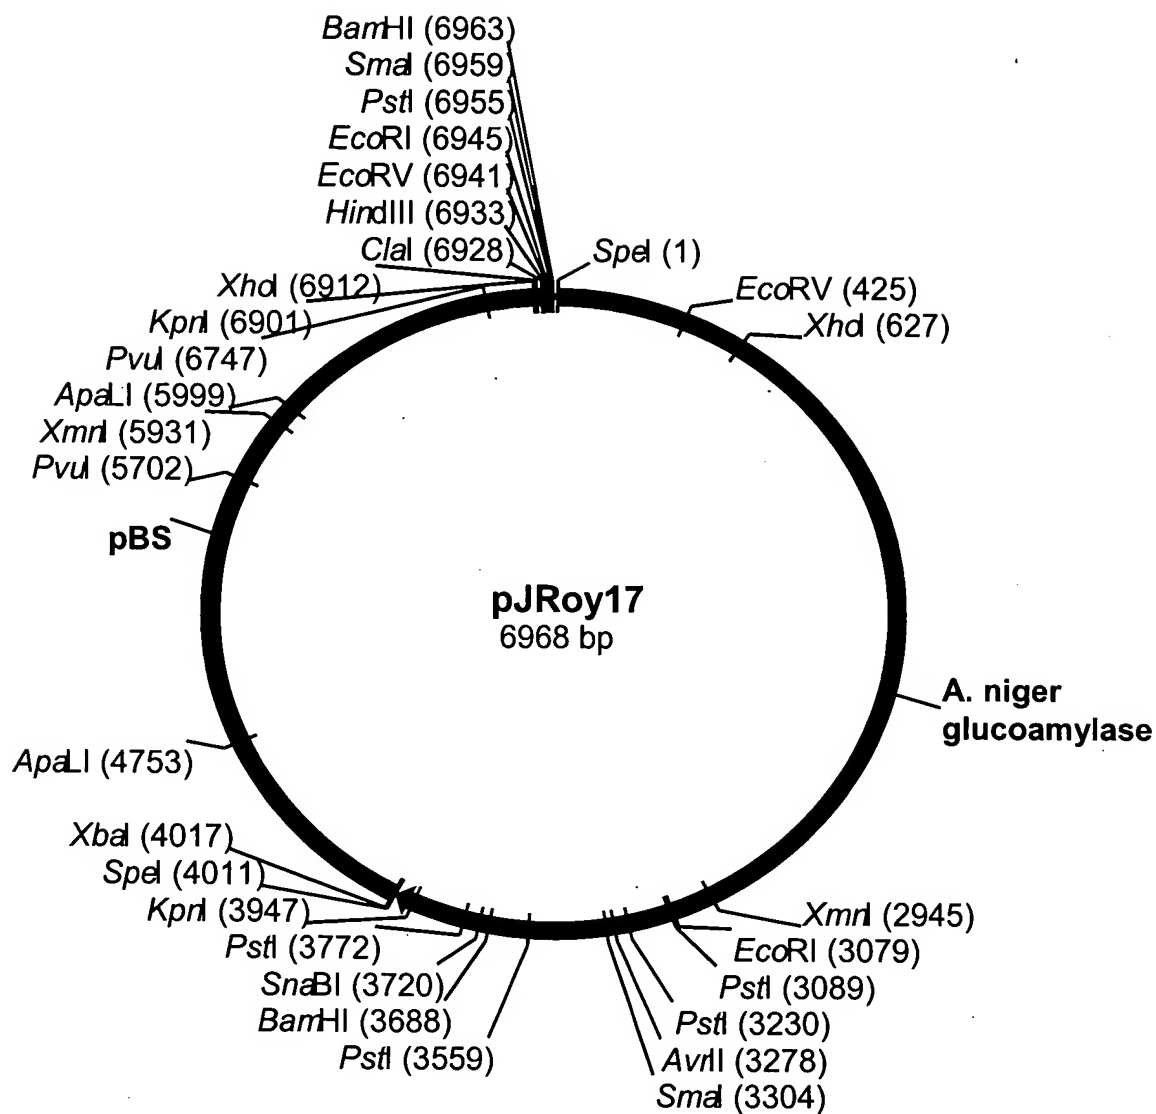 BamHI (6963)
SmaI (6959)
PstI (6955)
EcoRI (6945)
EcoRV (6941)
HindIII (6933)
ClaI (6928)
XhoI (6912)
KpnI (6901)
PvuI (6747)
ApaLI (5999)
XmnI (5931)
PvuI (5702)
pBS
ApaLI (4753)
XbaI (4017)
SpeI (4011)
KpnI (3947)
PstI (3772)
SnaBI (3720)
BamHI (3688)
PstI (3559)
SpeI (1)
EcoRV (425)
XhoI (627)
pJRoy17
6968 bp
A. niger
glucoamylase
XmnI (2945)
EcoRI (3079)
PstI (3089)
PstI (3230)
AvrII (3278)
SmaI (3304)